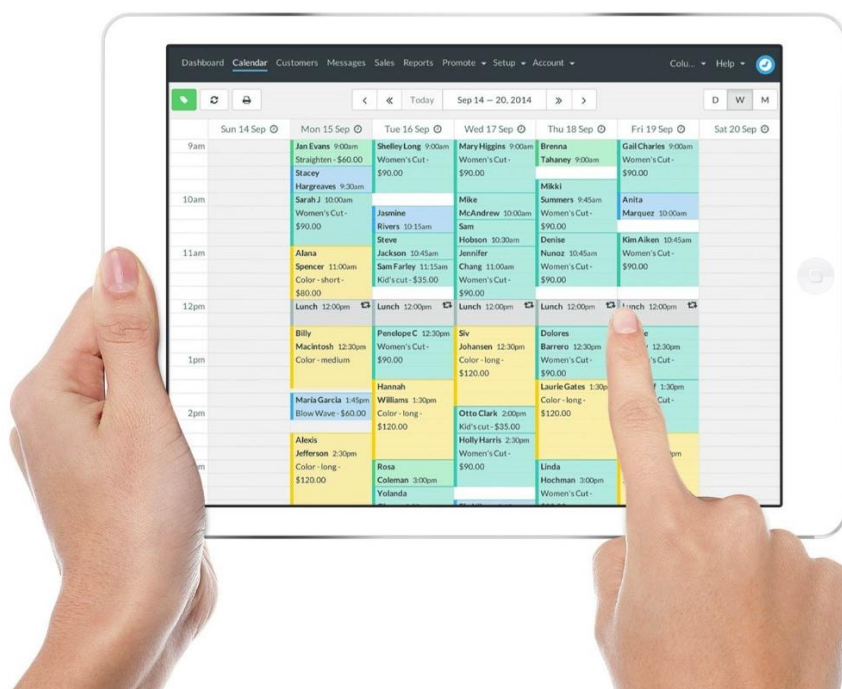 Dashboard Calendar Customers Messages Sales Reports Promote Setup Account Colu... Help
Today Sep 14 — 20, 2014 D W M
Sun 14 Sep Mon 15 Sep Tue 16 Sep Wed 17 Sep Thu 18 Sep Fri 19 Sep Sat 20 Sep
9am
10am
11am
12pm
1pm
2pm
Jan Evans 9:00am
Straighten - $60.00
Stacey
Hargreaves 9:30am
Sarah J 10:00am
Women's Cut -
$90.00
Alana
Spencer 11:00am
Color - short -
$80.00
Lunch 12:00pm
Billy
Macintosh 12:30pm
Color - medium
Maria Garcia 1:45pm
Blow Wave - $60.00
Alexis
Jefferson 2:30pm
Color - long -
$120.00
Shelley Long 9:00am
Women's Cut -
$90.00
Jasmine
Rivers 10:15am
Steve
Jackson 10:45am
Sam Farley 11:15am
Kid's cut - $35.00
Lunch 12:00pm
Penelope C 12:30pm
Women's Cut -
$90.00
Hannah
Williams 1:30pm
Color - long -
$120.00
Rosa
Coleman 3:00pm
Yolanda
Mary Higgins 9:00am
Women's Cut -
$90.00
Mike
McAndrew 10:00am
Sam
Hobson 10:30am
Jennifer
Chang 11:00am
Women's Cut -
$90.00
Lunch 12:00pm
Siv
Johansen 12:30pm
Color - long -
$120.00
Otto Clark 2:00pm
Kid's cut - $35.00
Holly Harris 2:30pm
Women's Cut -
$90.00
Brenna
Tahaney 9:00am
Mikki
Summers 9:45am
Women's Cut -
$90.00
Denise
Nunoz 10:45am
Women's Cut -
$90.00
Lunch 12:00pm
Dolores
Barrero 12:30pm
Women's Cut -
$90.00
Laurie Gates 1:30p
Color - long -
$120.00
Linda
Hochman 3:00pm
Women's Cut -
Gail Charles 9:00am
Women's Cut -
$90.00
Anita
Marquez 10:00am
Kim Aiken 10:45am
Women's Cut -
$90.00
Lunch 12:00pm
12:30pm
Cut -
1:30pm
Cut -